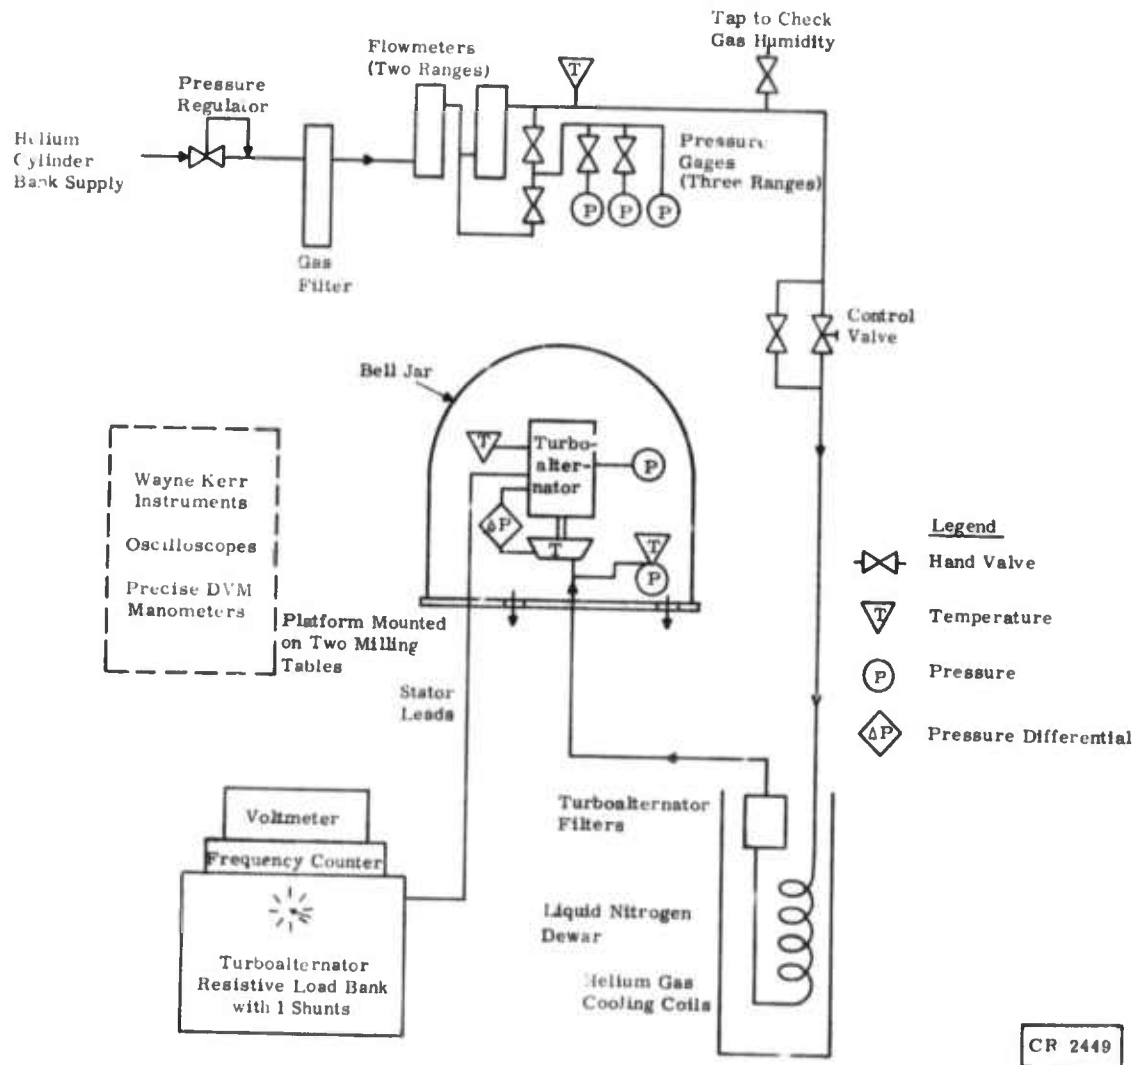 Tap to Check
Gas Humidity
Flowmeters
(Two Ranges)
T
Pressure
Regulator
Helium
Cylinder
Bank Supply
Pressure
Gages
(Three Ranges)
P
P
P
Gas
Filter
Control
Valve
Bell Jar
T
Turbo-
alter-
nator
P
ΔP
T
T
P
Wayne Kerr
Instruments
Oscilloscopes
Precise DVM
Manometers
Platform Mounted
on Two Milling
Tables
Legend
Hand Valve
T
Temperature
P
Pressure
ΔP
Pressure Differential
Stator
Leads
Voltmeter
Frequency Counter
Turboalternator
Resistive Load Bank
with 1 Shunts
Turboalternator
Filters
Liquid Nitrogen
Dewar
Helium Gas
Cooling Coils
CR 2449